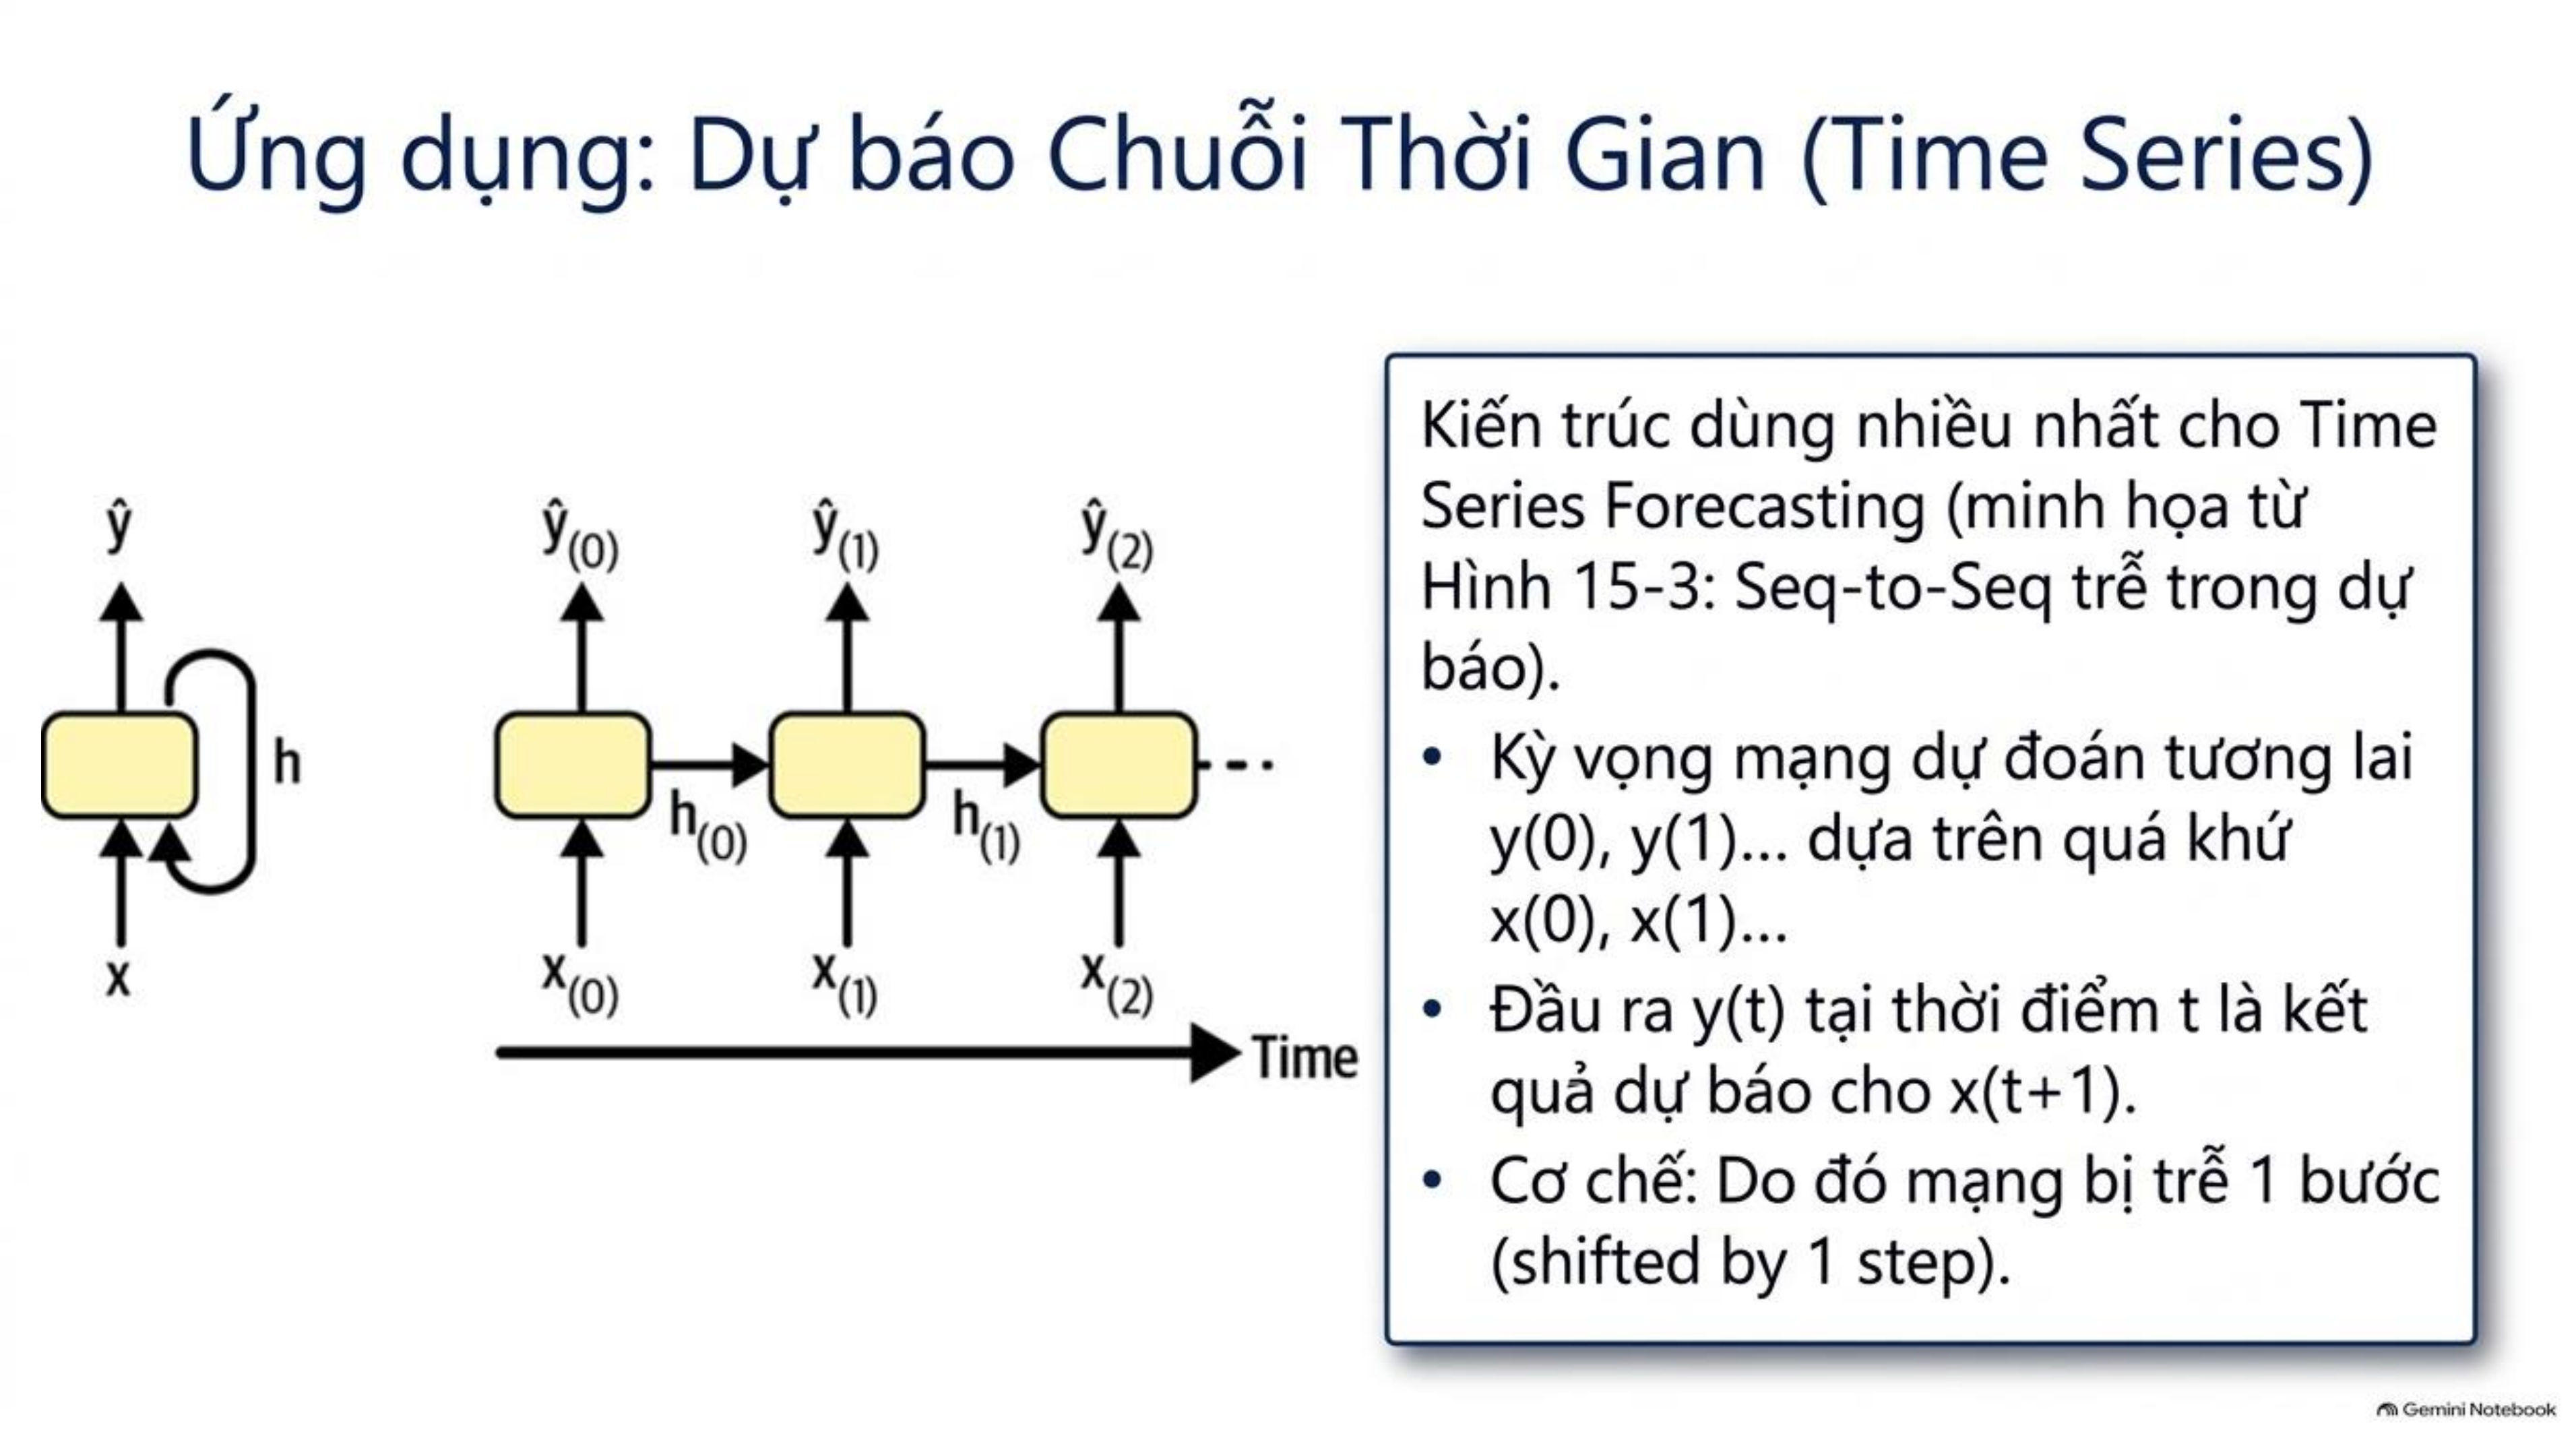 Ứng dụng: Dự báo Chuỗi Thời Gian (Time Series)
ŷ
h
x
ŷ(0) ŷ(1) ŷ(2)
h(0) h(1)
x(0) x(1) x(2)
Time
Kiến trúc dùng nhiều nhất cho Time
Series Forecasting (minh họa từ
Hình 15-3: Seq-to-Seq trễ trong dự
báo).
• Kỳ vọng mạng dự đoán tương lai
y(0), y(1)... dựa trên quá khứ
x(0), x(1)...
• Đầu ra y(t) tại thời điểm t là kết
quả dự báo cho x(t+1).
• Cơ chế: Do đó mạng bị trễ 1 bước
(shifted by 1 step).
Gemini Notebook